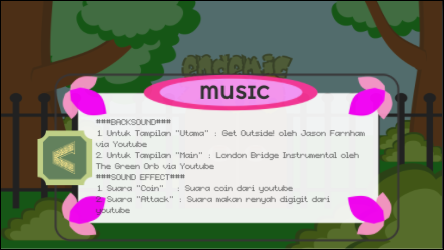 endemic
MUSIC
###BACKSOUND###
1. Untuk Tampilan "Utama" : Get Outside! oleh Jason Farnham
via Youtube
2. Untuk Tampilan "Main" : London Bridge Instrumental oleh
The Green Orb via Youtube
###SOUND EFFECT###
1. Suara "Coin" : Suara coin dari youtube
2. Suara "Attack" : Suara makan renyah digigit dari
youtube